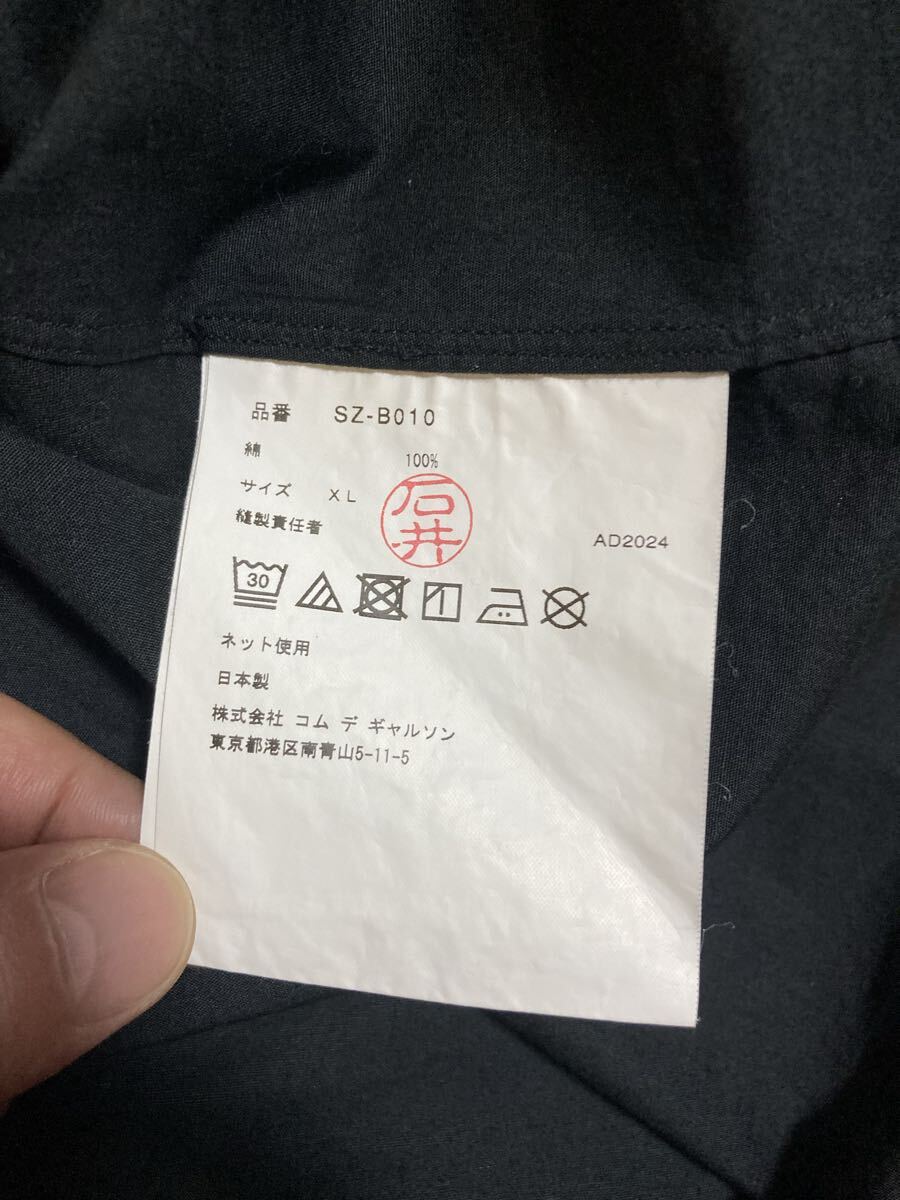 品番 SZ-B010
綿 100%
サイズ XL
縫製責任者 石井 AD2024
30
ネット使用
日本製
株式会社 コム デ ギャルソン
東京都港区南青山5-11-5